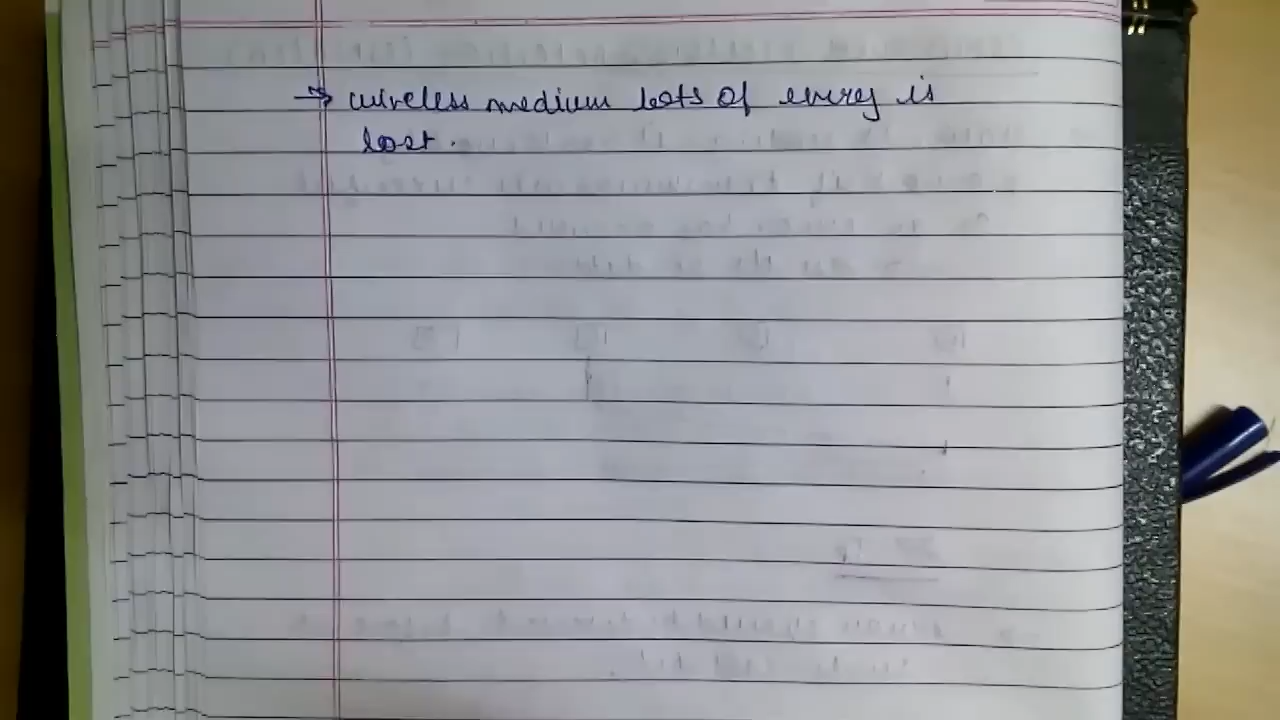 → wireless medium lots of energy is
lost.